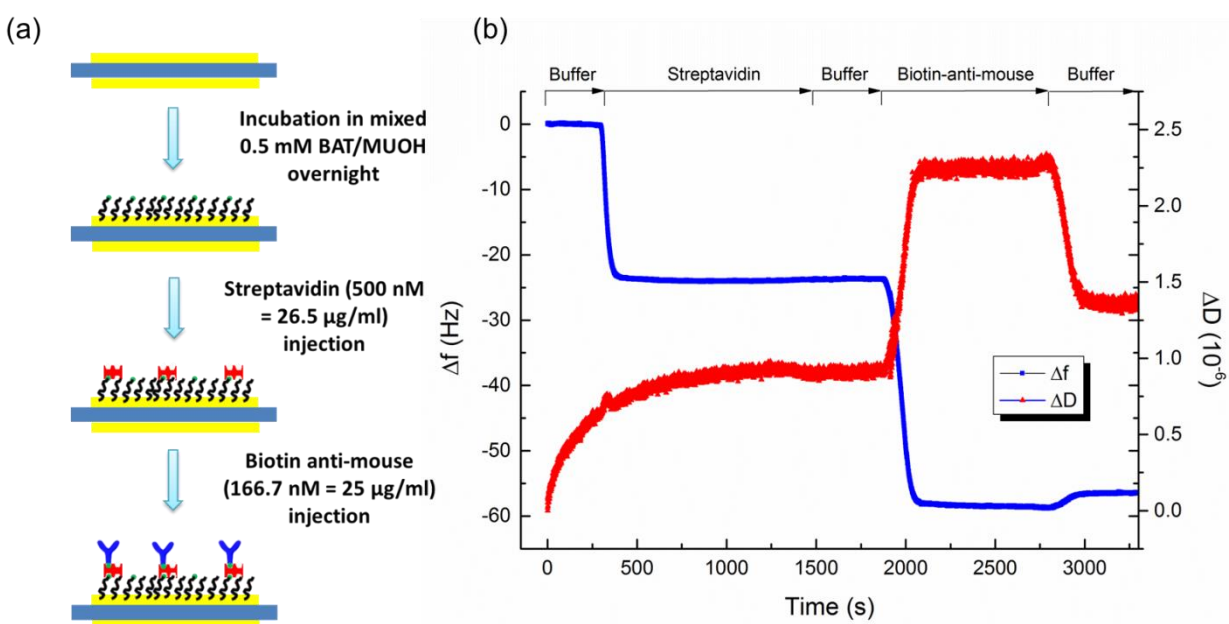 (a)
Incubation in mixed
0.5 mM BAT/MUOH
overnight
Streptavidin (500 nM
= 26.5 µg/ml)
injection
Biotin anti-mouse
(166.7 nM = 25 µg/ml)
injection
(b)
Buffer Streptavidin Buffer Biotin-anti-mouse Buffer
0
-10
-20
-30
-40
-50
-60
Δf (Hz)
2.5
2.0
1.5
1.0
0.5
0.0
ΔD (10-6)
Δf
ΔD
0 500 1000 1500 2000 2500 3000
Time (s)